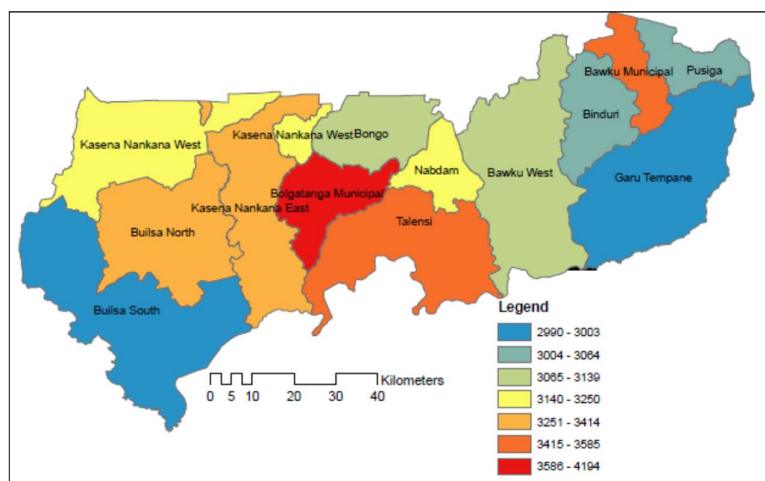 Pusiga
Bawku Municipal
Binduri
Kasena Nankana West
Kasena Nankana West
Bongo
Nabdam
Bawku West
Garu Tempane
Bolgatanga Municipal
Kasena Nankana East
Builsa North
Talensi
Builsa South
Legend
2990 - 3003
3004 - 3064
3065 - 3139
3140 - 3250
3251 - 3414
3415 - 3585
3586 - 4194
Kilometers
0 5 10 20 30 40